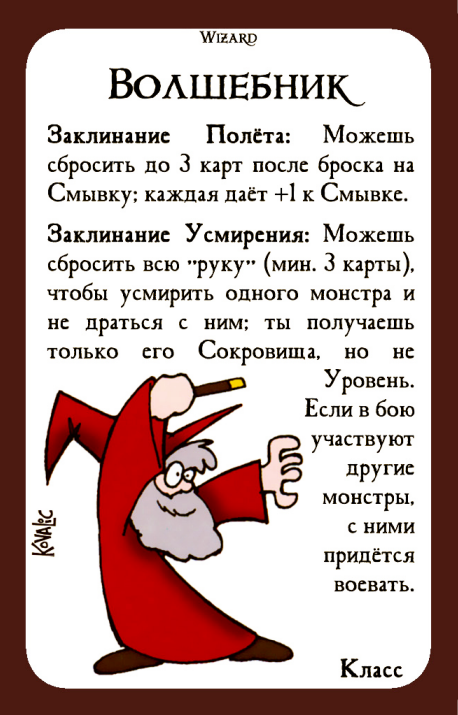 Wizard
Волшебник
Заклинание Полёта: Можешь
сбросить до 3 карт после броска на
Смывку; каждая даёт +1 к Смывке.
Заклинание Усмирения: Можешь
сбросить всю "руку" (мин. 3 карты),
чтобы усмирить одного монстра и
не драться с ним; ты получаешь
только его Сокровища, но не
Уровень.
Если в бою
участвуют
другие
монстры,
с ними
придётся
воевать.
Kovalic
Класс